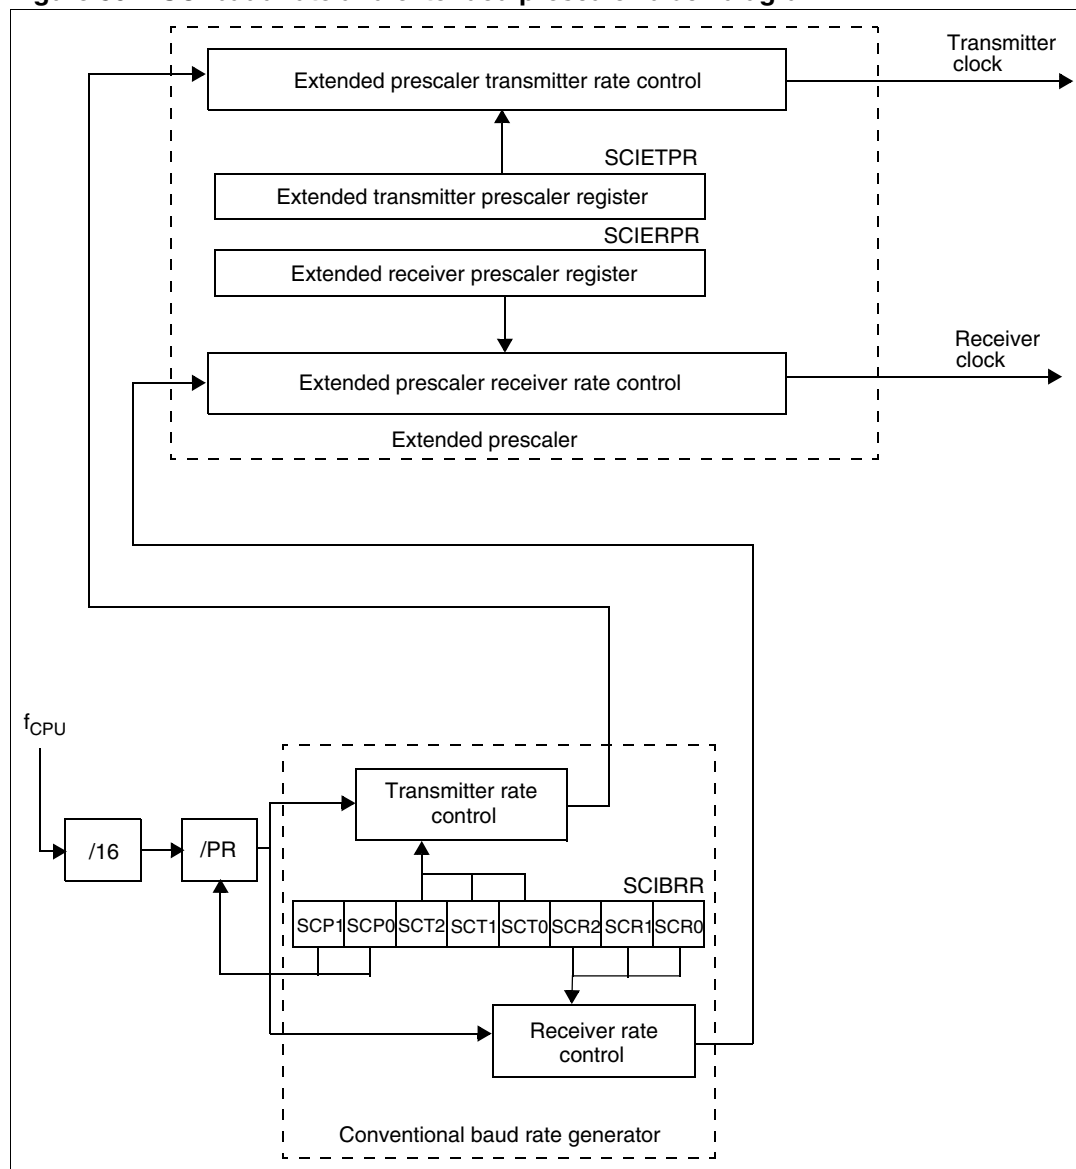 Transmitter
clock
Extended prescaler transmitter rate control
SCIETPR
Extended transmitter prescaler register
SCIERPR
Extended receiver prescaler register
Receiver
clock
Extended prescaler receiver rate control
Extended prescaler
fCPU
Transmitter rate
control
/16
/PR
SCIBRR
SCP1 SCP0 SCT2 SCT1 SCT0 SCR2 SCR1 SCR0
Receiver rate
control
Conventional baud rate generator